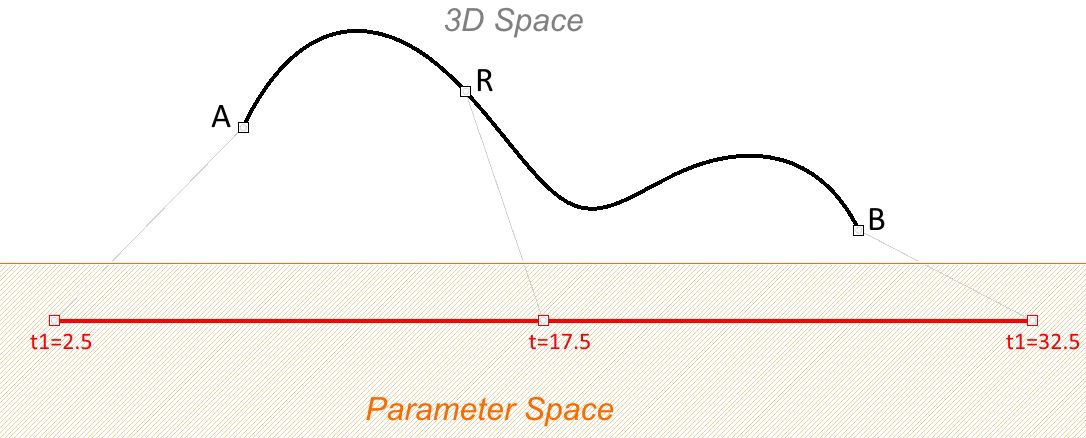 3D Space
R
A
B
t1=2.5
t=17.5
t1=32.5
Parameter Space